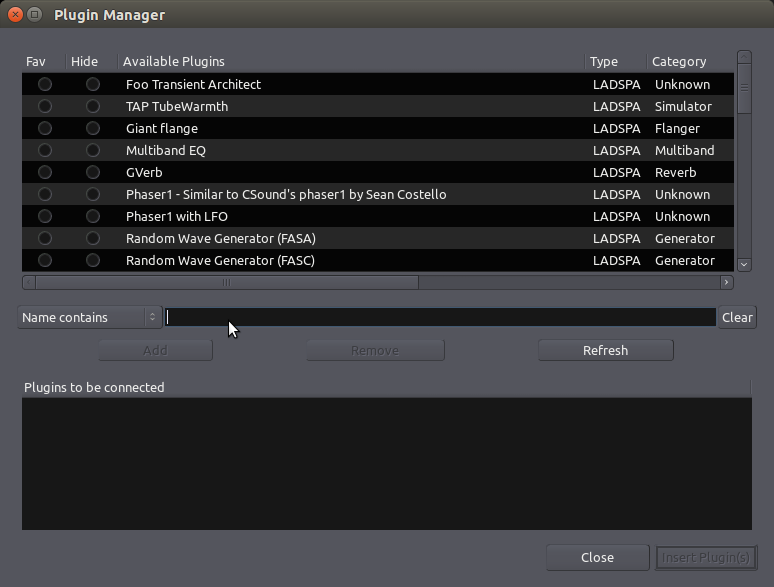 Plugin Manager
Fav Hide Available Plugins Type Category
Foo Transient Architect LADSPA Unknown
TAP TubeWarmth LADSPA Simulator
Giant flange LADSPA Flanger
Multiband EQ LADSPA Multiband
GVerb LADSPA Reverb
Phaser1 - Similar to CSound's phaser1 by Sean Costello LADSPA Unknown
Phaser1 with LFO LADSPA Unknown
Random Wave Generator (FASA) LADSPA Generator
Random Wave Generator (FASC) LADSPA Generator
Name contains Clear
Add Remove Refresh
Plugins to be connected
Close Insert Plugin(s)